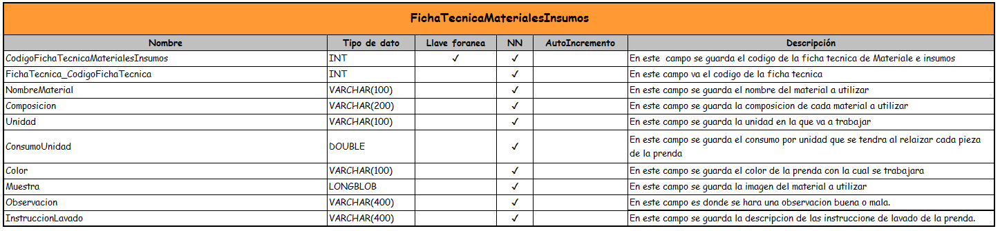 FichaTecnicaMaterialesInsumos
Nombre Tipo de dato Llave foranea NN AutoIncremento Descripción
CodigoFichaTecnicaMaterialesInsumos INT ✓ ✓ En este campo se guarda el codigo de la ficha tecnica de Materiale e insumos
FichaTecnica_CodigoFichaTecnica INT ✓ En este campo va el codigo de la ficha tecnica
NombreMaterial VARCHAR(100) ✓ En este campo se guarda el nombre del material a utilizar
Composicion VARCHAR(200) ✓ En este campo se guarda la composicion de cada material a utilizar
Unidad VARCHAR(100) ✓ En este campo se guarda la unidad en la que va a trabajar
ConsumoUnidad DOUBLE ✓ En este campo se guarda el consumo por unidad que se tendra al relaizar cada pieza
de la prenda
Color VARCHAR(100) ✓ En este campo se guarda el color de la prenda con la cual se trabajara
Muestra LONGBLOB ✓ En este campo se guarda la imagen del material a utilizar
Observacion VARCHAR(400) ✓ En este campo es donde se hara una observacion buena o mala.
InstruccionLavado VARCHAR(400) ✓ En este campo se guarda la descripcion de las instruccione de lavado de la prenda.